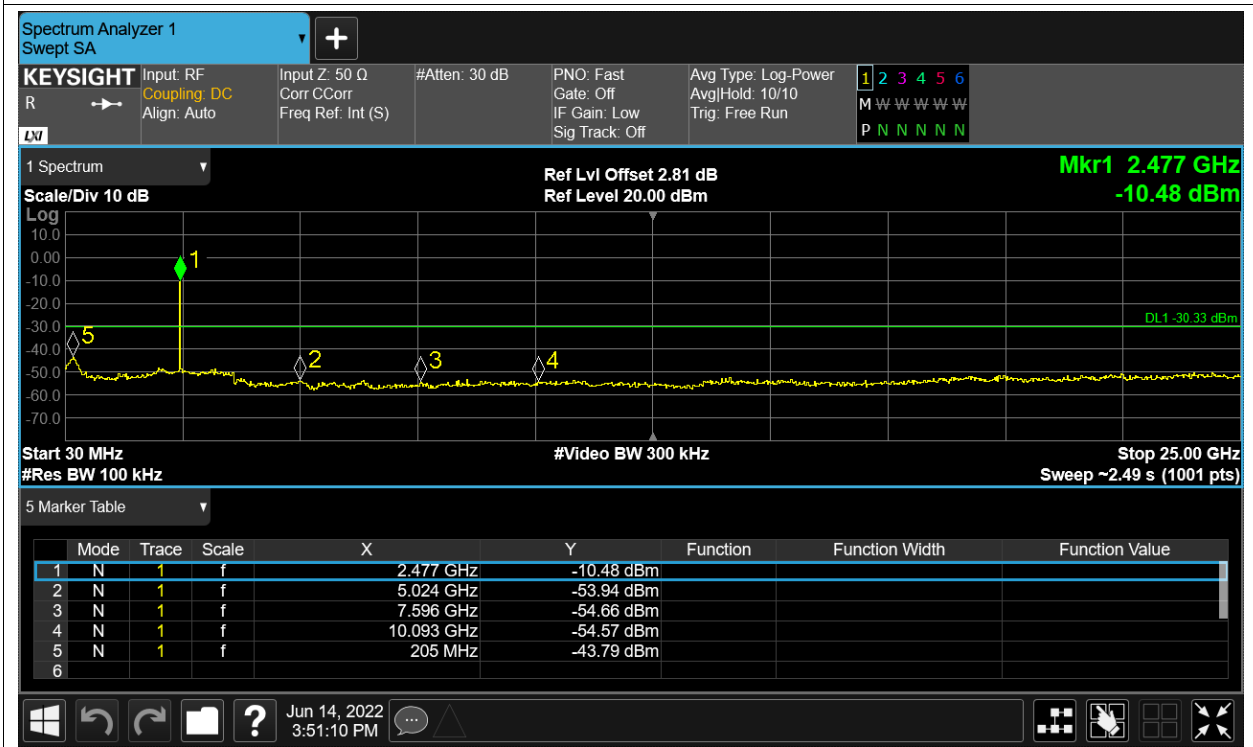 Spectrum Analyzer 1
Swept SA
KEYSIGHT Input: RF Input Z: 50 Ω #Atten: 30 dB PNO: Fast Avg Type: Log-Power 1 2 3 4 5 6
R Coupling: DC Corr CCorr Gate: Off Avg|Hold: 10/10 M W W W W W
Align: Auto Freq Ref: Int (S) IF Gain: Low Trig: Free Run
LXI Sig Track: Off P N N N N N
1 Spectrum Ref Lvl Offset 2.81 dB Mkr1 2.477 GHz
Scale/Div 10 dB Ref Level 20.00 dBm -10.48 dBm
Log
10.0
0.00 1
-10.0
-20.0
-30.0 DL1 -30.33 dBm
5
-40.0
2 3 4
-50.0
-60.0
-70.0
Start 30 MHz #Video BW 300 kHz Stop 25.00 GHz
#Res BW 100 kHz Sweep ~2.49 s (1001 pts)
5 Marker Table
Mode Trace Scale X Y Function Function Width Function Value
1 N 1 f 2.477 GHz -10.48 dBm
2 N 1 f 5.024 GHz -53.94 dBm
3 N 1 f 7.596 GHz -54.66 dBm
4 N 1 f 10.093 GHz -54.57 dBm
5 N 1 f 205 MHz -43.79 dBm
6
? Jun 14, 2022
3:51:10 PM